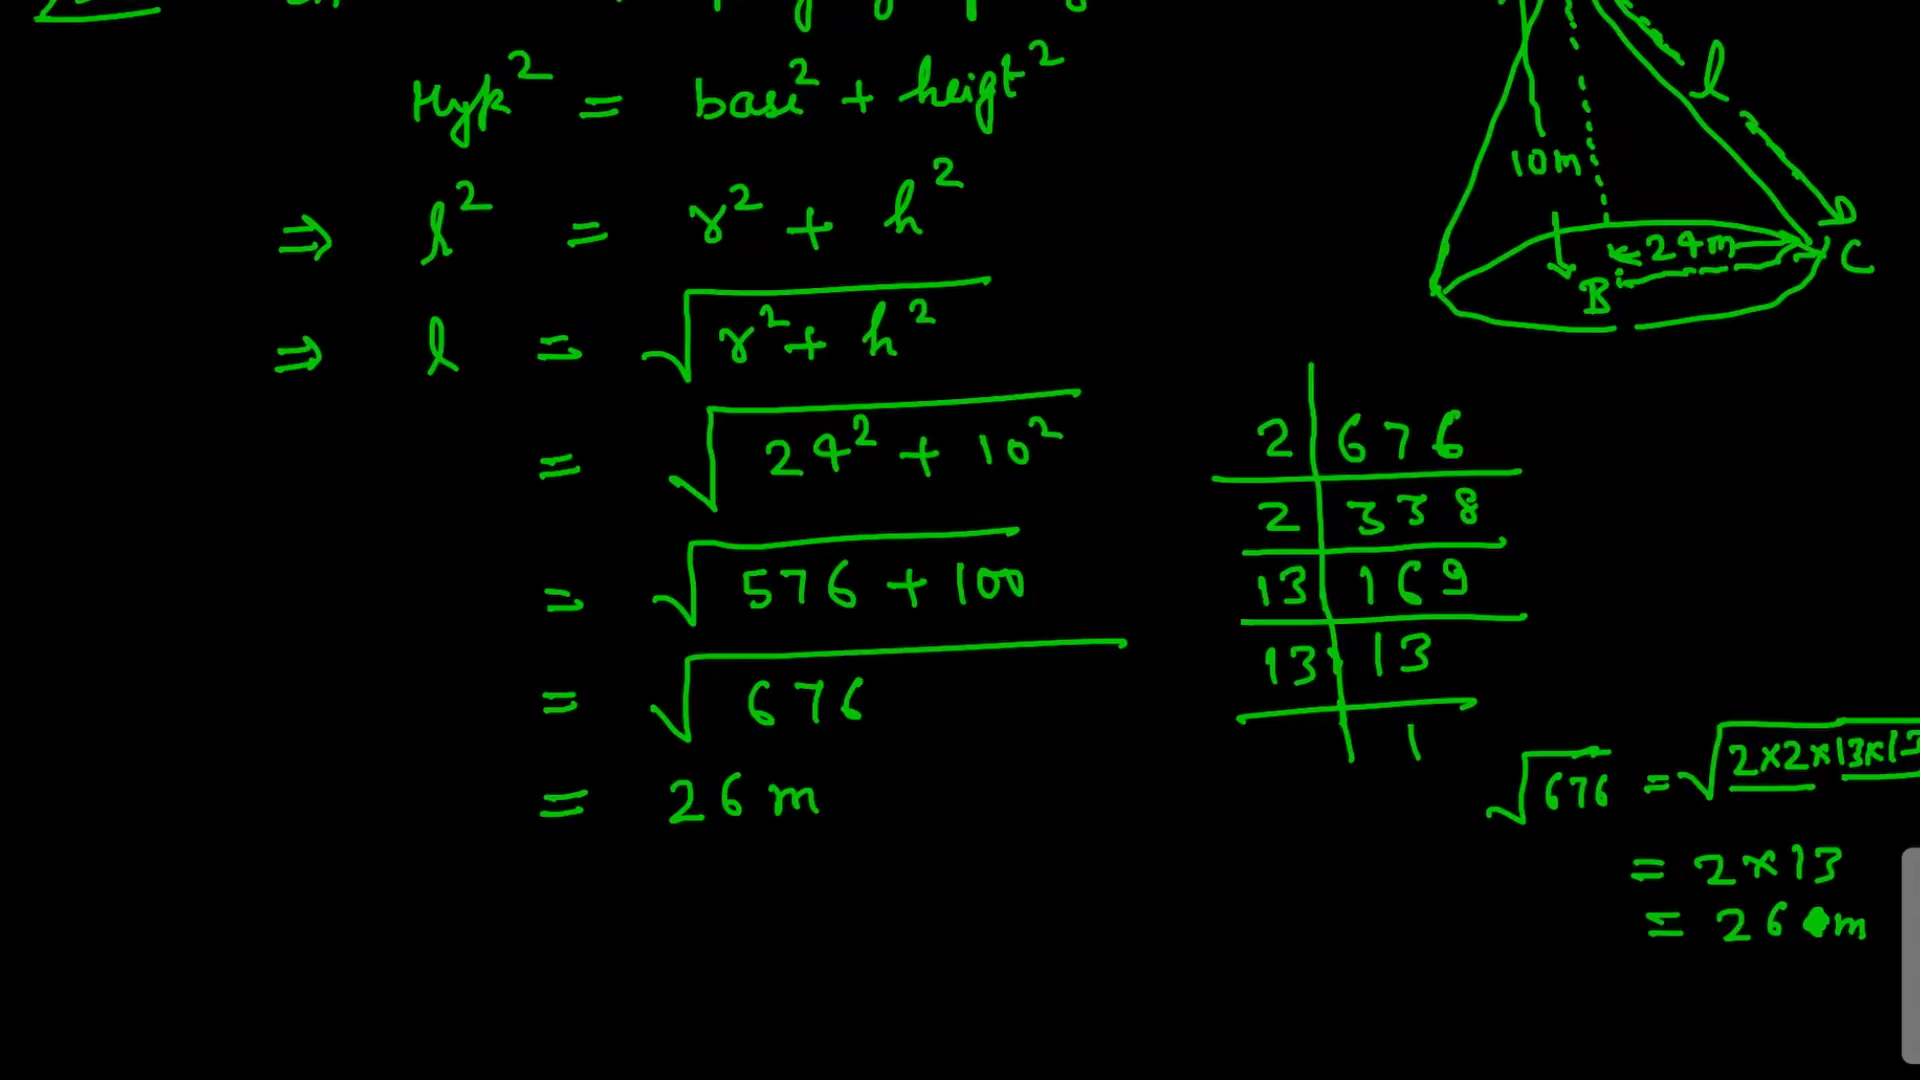 Hyp² = base² + heigt²
⇒ l² = r² + h²
⇒ l = √(r² + h²)
= √(24² + 10²)
= √(576 + 100)
= √676
= 26 m
l
10m
24m
B
D
C
2 | 676
2 | 338
13 | 169
13 | 13
| 1
√676 = √(2×2×13×13
= 2×13
= 26 m